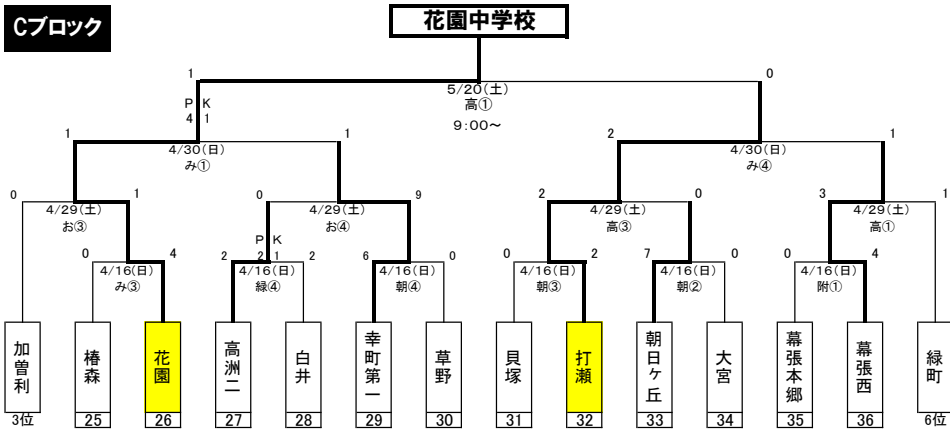 Cブロック
花園中学校
1 0
5/20(土)
高①
9:00〜
P K
4 1
1 1 2 1
4/30(日) 4/30(日)
み① み④
0 1 0 9 2 0 3 1
4/29(土) 4/29(土) 4/29(土) 4/29(土)
お③ お④ 高③ 高①
P K
2 1
0 4 2 2 6 0 0 2 7 0 0 4
4/16(日) 4/16(日) 4/16(日) 4/16(日) 4/16(日) 4/16(日)
み③ 緑④ 朝④ 朝③ 朝② 附①
加曽利 椿森 花園 高洲二 白井 幸町第一 草野 貝塚 打瀬 朝日ヶ丘 大宮 幕張本郷 幕張西 緑町
3位 25 26 27 28 29 30 31 32 33 34 35 36 6位